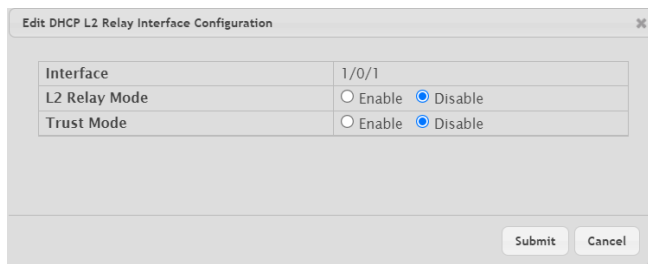 Edit DHCP L2 Relay Interface Configuration
Interface 1/0/1
L2 Relay Mode Enable Disable
Trust Mode Enable Disable
Submit Cancel